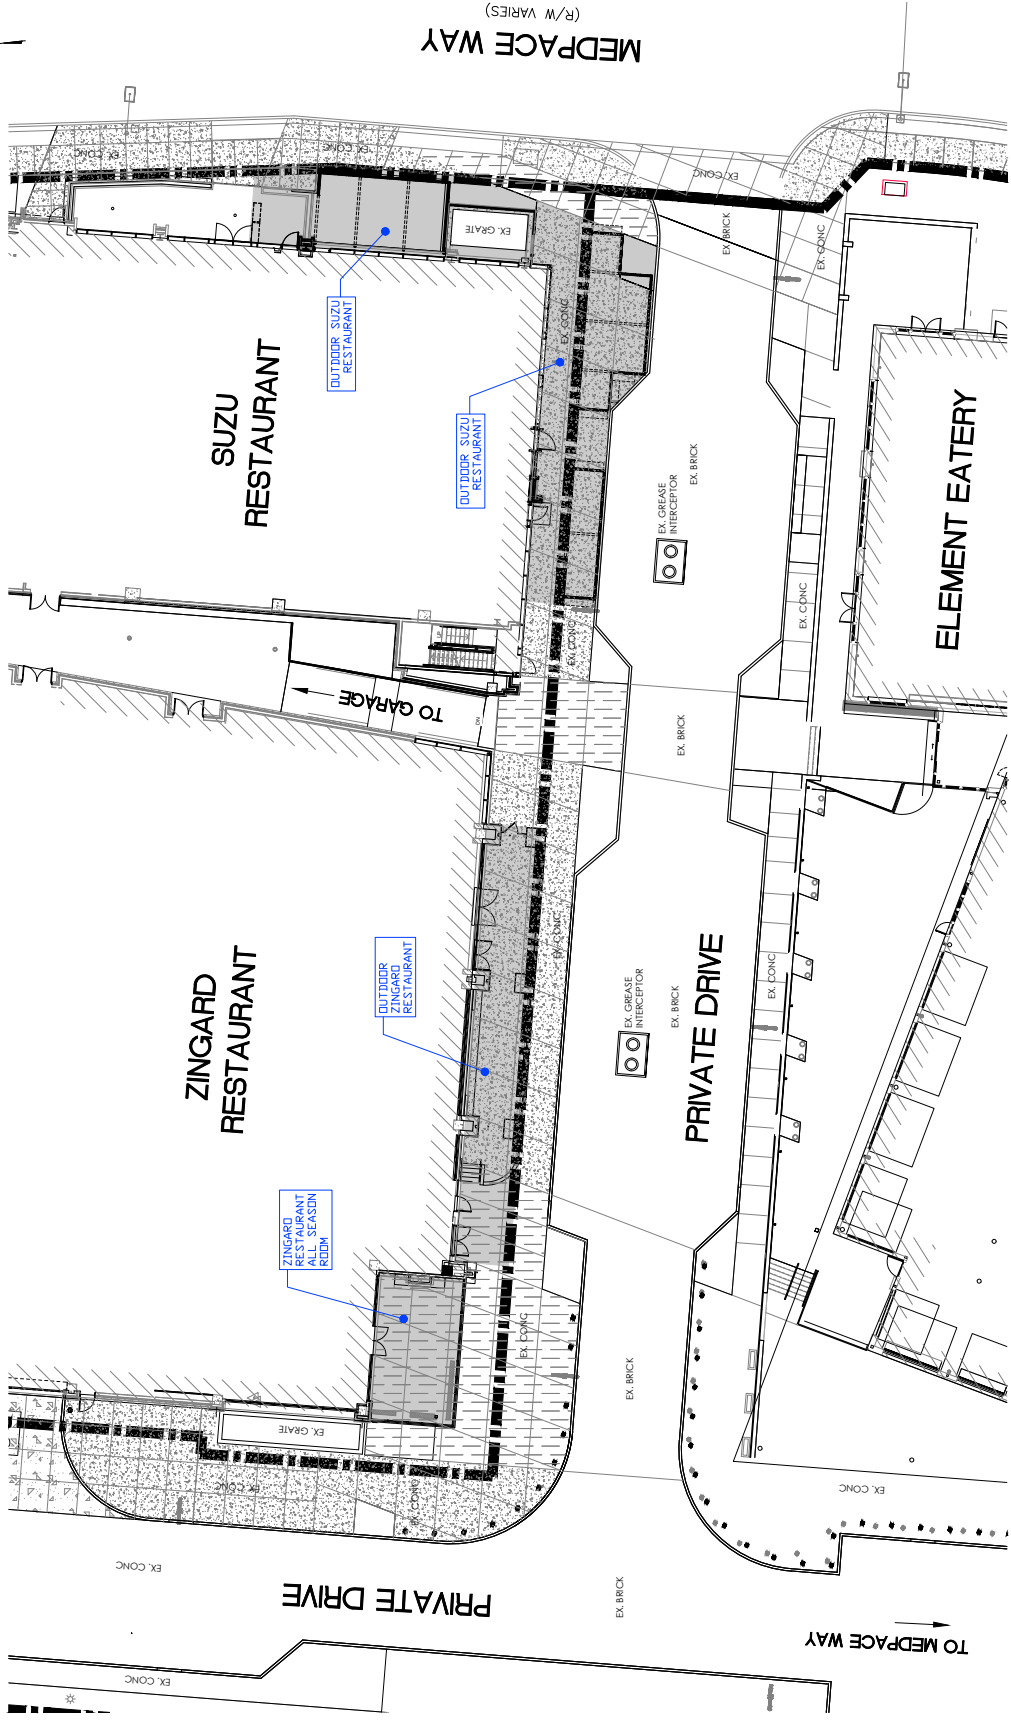 (R/W VARIES)
MEDPACE WAY
EX. CONC
EX. CONC
EX. CONC
EX. GRATE
EX. BRICK
EX. CONC
OUTDOOR SUZU
RESTAURANT
EX. CONC
SUZU
RESTAURANT
OUTDOOR SUZU
RESTAURANT
EX. BRICK
EX. GREASE
INTERCEPTOR
ELEMENT EATERY
EX. CONC
EX. CONC
UP
TO GARAGE
DN
EX. BRICK
ZINGARD
RESTAURANT
OUTDOOR
ZINGARD
RESTAURANT
EX. CONC
EX. GREASE
INTERCEPTOR
EX. BRICK
PRIVATE DRIVE
EX. CONC
ZINGARD
RESTAURANT
ALL SEASON
ROOM
EX. CONC
EX. BRICK
EX. GRATE
EX. CONC
EX. CONC
EX. CONC
EX. CONC
PRIVATE DRIVE
EX. BRICK
TO MEDPACE WAY
EX. CONC